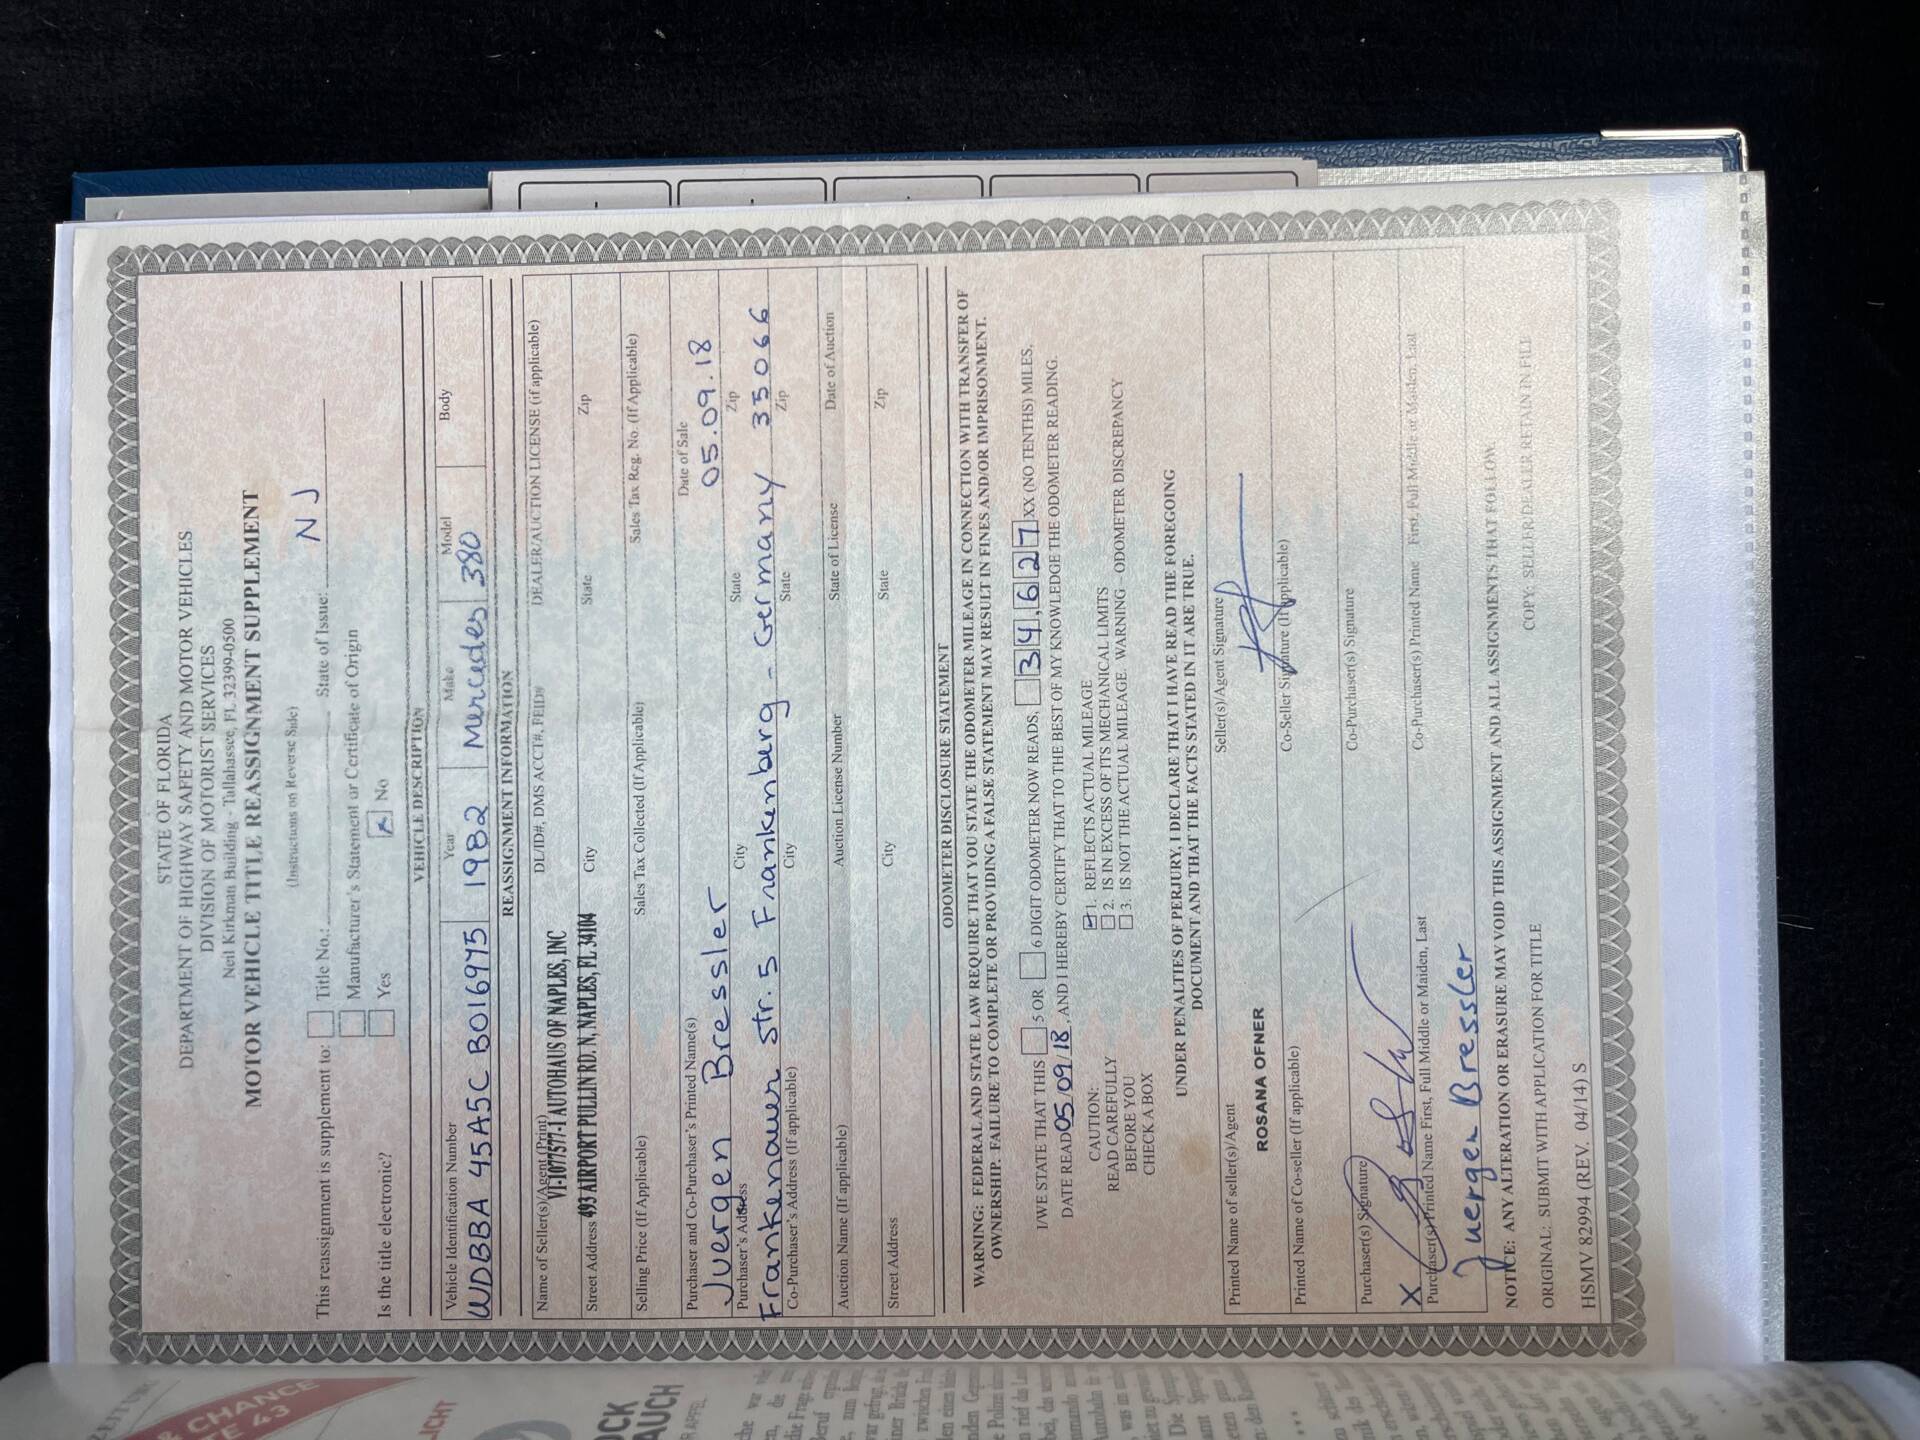 STATE OF FLORIDA
DEPARTMENT OF HIGHWAY SAFETY AND MOTOR VEHICLES
DIVISION OF MOTORIST SERVICES
Neil Kirkman Building - Tallahassee, FL 32399-0500
MOTOR VEHICLE TITLE REASSIGNMENT SUPPLEMENT
(Instructions on Reverse Side)
This reassignment is supplement to: Title No.: State of Issue: NJ
Manufacturer's Statement or Certificate of Origin
Is the title electronic? Yes No
VEHICLE DESCRIPTION
Vehicle Identification Number Year Make Model Body
WDBBA 45A5C B016975 1982 Mercedes 380
REASSIGNMENT INFORMATION
Name of Seller(s)/Agent (Print) DL/ID#, DMS ACCT#, FEID# DEALER/AUCTION LICENSE (if applicable)
VI-1077577-1 AUTOHAUS OF NAPLES, INC
Street Address 493 AIRPORT PULLIN RD. N, NAPLES, FL 34104 City State Zip
Selling Price (If Applicable) Sales Tax Collected (If Applicable) Sales Tax Reg. No. (If Applicable)
Purchaser and Co-Purchaser's Printed Name(s) Date of Sale
Juergen Bressler 05.09.18
Purchaser's Address City State Zip
Frankenauer Str. 5 Frankenberg - Germany 35066
Co-Purchaser's Address (If applicable) City State Zip
Auction Name (If applicable) Auction License Number State of License Date of Auction
Street Address City State Zip
ODOMETER DISCLOSURE STATEMENT
WARNING: FEDERAL AND STATE LAW REQUIRE THAT YOU STATE THE ODOMETER MILEAGE IN CONNECTION WITH TRANSFER OF
OWNERSHIP. FAILURE TO COMPLETE OR PROVIDING A FALSE STATEMENT MAY RESULT IN FINES AND/OR IMPRISONMENT.
I/WE STATE THAT THIS 5 OR 6 DIGIT ODOMETER NOW READS, 34,627 XX (NO TENTHS) MILES,
DATE READ 05/09/18, AND I HEREBY CERTIFY THAT TO THE BEST OF MY KNOWLEDGE THE ODOMETER READING.
CAUTION:
READ CAREFULLY
BEFORE YOU
CHECK A BOX
1. REFLECTS ACTUAL MILEAGE
2. IS IN EXCESS OF ITS MECHANICAL LIMITS
3. IS NOT THE ACTUAL MILEAGE. WARNING - ODOMETER DISCREPANCY
UNDER PENALTIES OF PERJURY, I DECLARE THAT I HAVE READ THE FOREGOING
DOCUMENT AND THAT THE FACTS STATED IN IT ARE TRUE.
Printed Name of seller(s)/Agent Seller(s)/Agent Signature
ROSANA OFNER
Printed Name of Co-seller (If applicable) Co-Seller Signature (If applicable)
Purchaser(s) Signature Co-Purchaser(s) Signature
X
Purchaser(s) Printed Name First, Full Middle or Maiden, Last Co-Purchaser(s) Printed Name First, Full Middle or Maiden, Last
Juergen Bressler
NOTICE: ANY ALTERATION OR ERASURE MAY VOID THIS ASSIGNMENT AND ALL ASSIGNMENTS THAT FOLLOW
ORIGINAL: SUBMIT WITH APPLICATION FOR TITLE COPY: SELLER/DEALER RETAIN IN FILE
HSMV 82994 (REV. 04/14) S